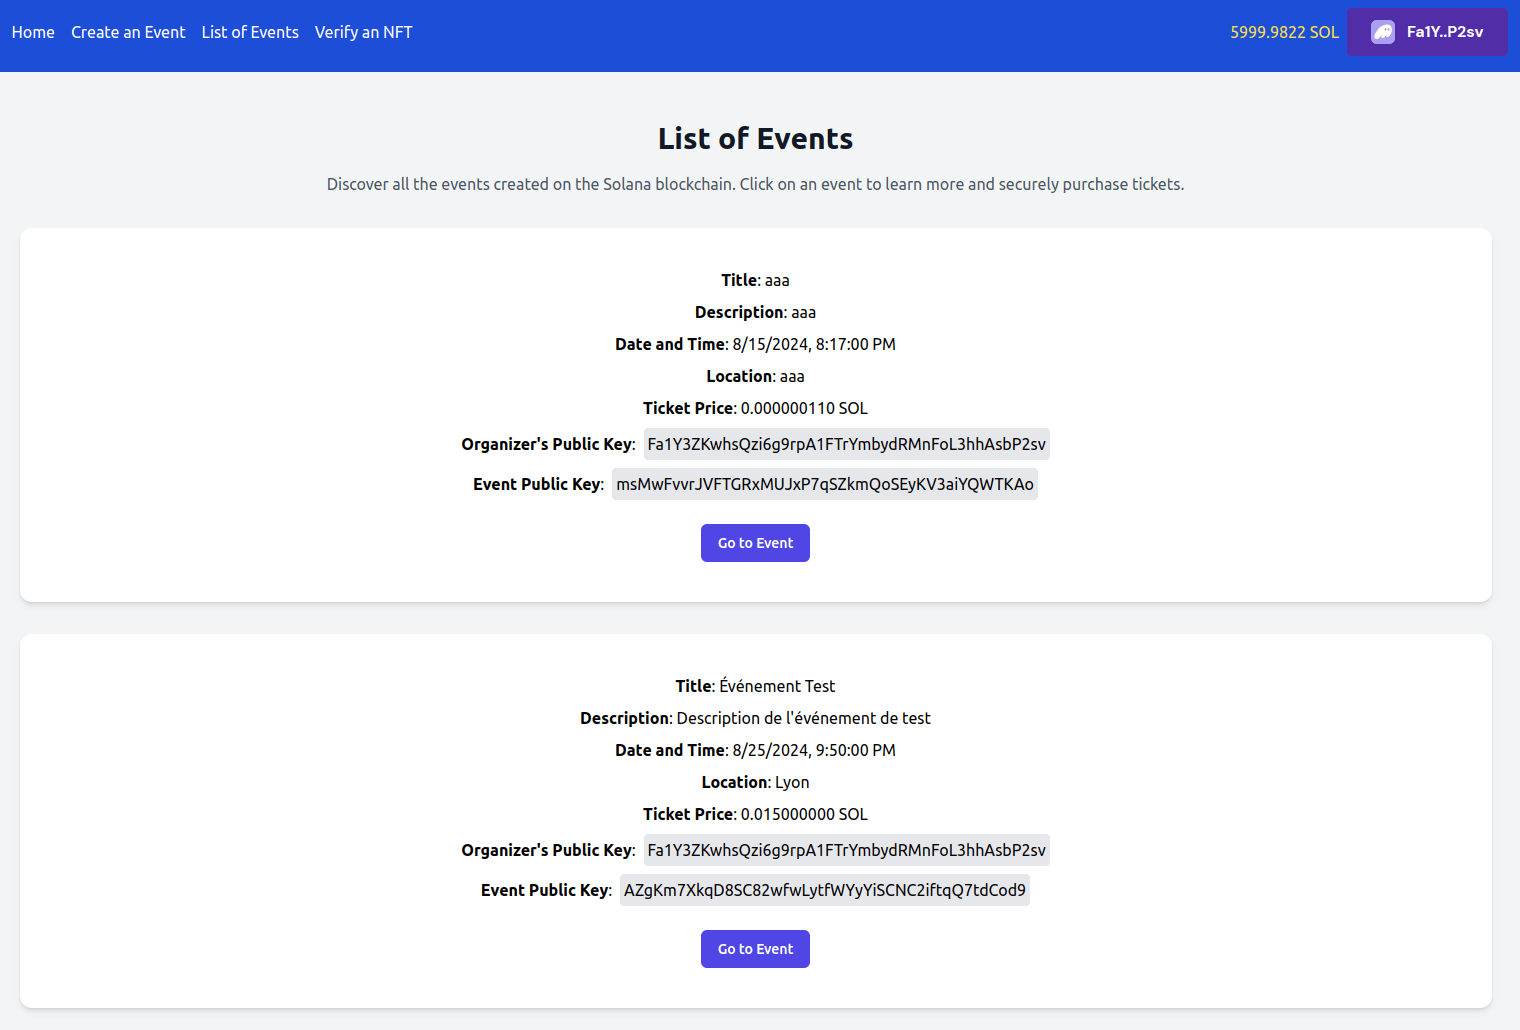 Home Create an Event List of Events Verify an NFT 5999.9822 SOL Fa1Y..P2sv
List of Events
Discover all the events created on the Solana blockchain. Click on an event to learn more and securely purchase tickets.
Title: aaa
Description: aaa
Date and Time: 8/15/2024, 8:17:00 PM
Location: aaa
Ticket Price: 0.000000110 SOL
Organizer's Public Key: Fa1Y3ZKwhsQzi6g9rpA1FTrYmbydRMnFoL3hhAsbP2sv
Event Public Key: msMwFvvrJVFTGRxMUJxP7qSZkmQoSEyKV3aiYQWTKAo
Go to Event
Title: Événement Test
Description: Description de l'événement de test
Date and Time: 8/25/2024, 9:50:00 PM
Location: Lyon
Ticket Price: 0.015000000 SOL
Organizer's Public Key: Fa1Y3ZKwhsQzi6g9rpA1FTrYmbydRMnFoL3hhAsbP2sv
Event Public Key: AZgKm7XkqD8SC82wfwLytfWYyYiSCNC2iftqQ7tdCod9
Go to Event